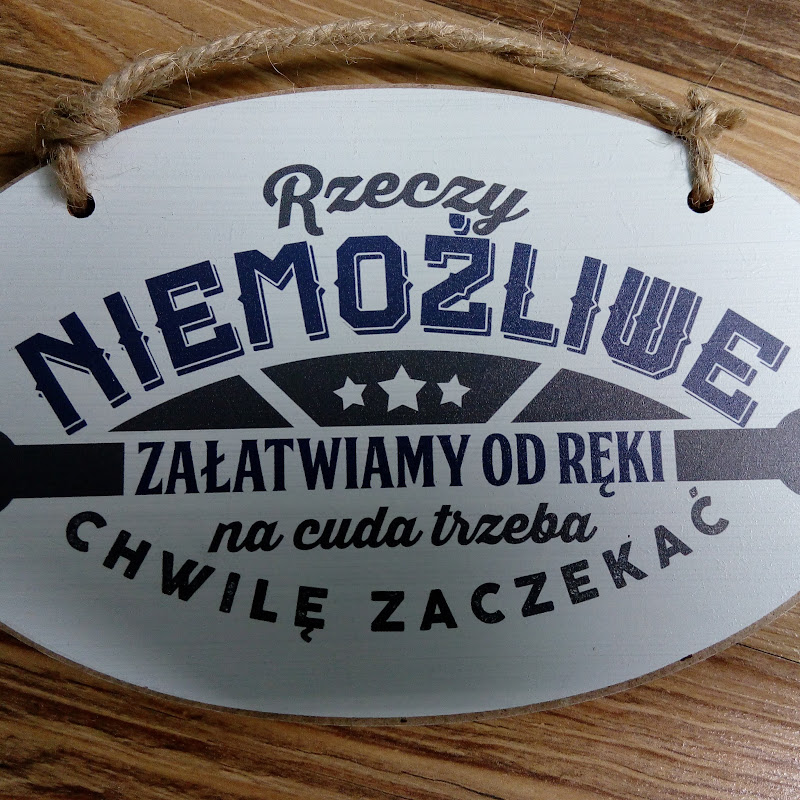 Rzeczy
NIEMOŻLIWE
ZAŁATWIAMY OD RĘKI
na cuda trzeba
CHWILĘ ZACZEKAĆ